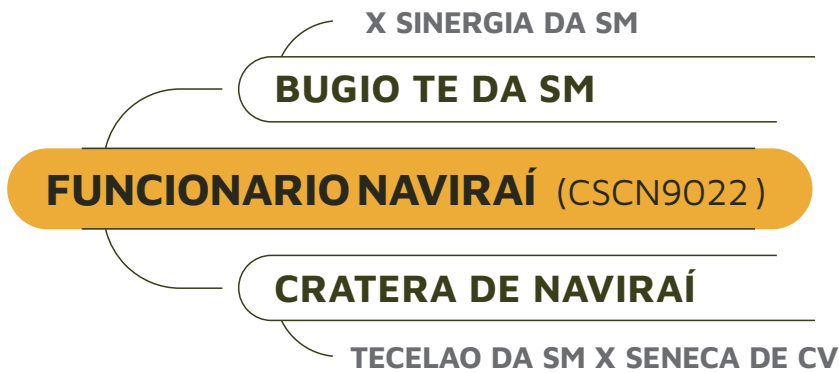 X SINERGIA DA SM
BUGIO TE DA SM
FUNCIONARIO NAVIRAÍ (CSCN9022)
CRATERA DE NAVIRAÍ
TECELAO DA SM X SENECA DE CV